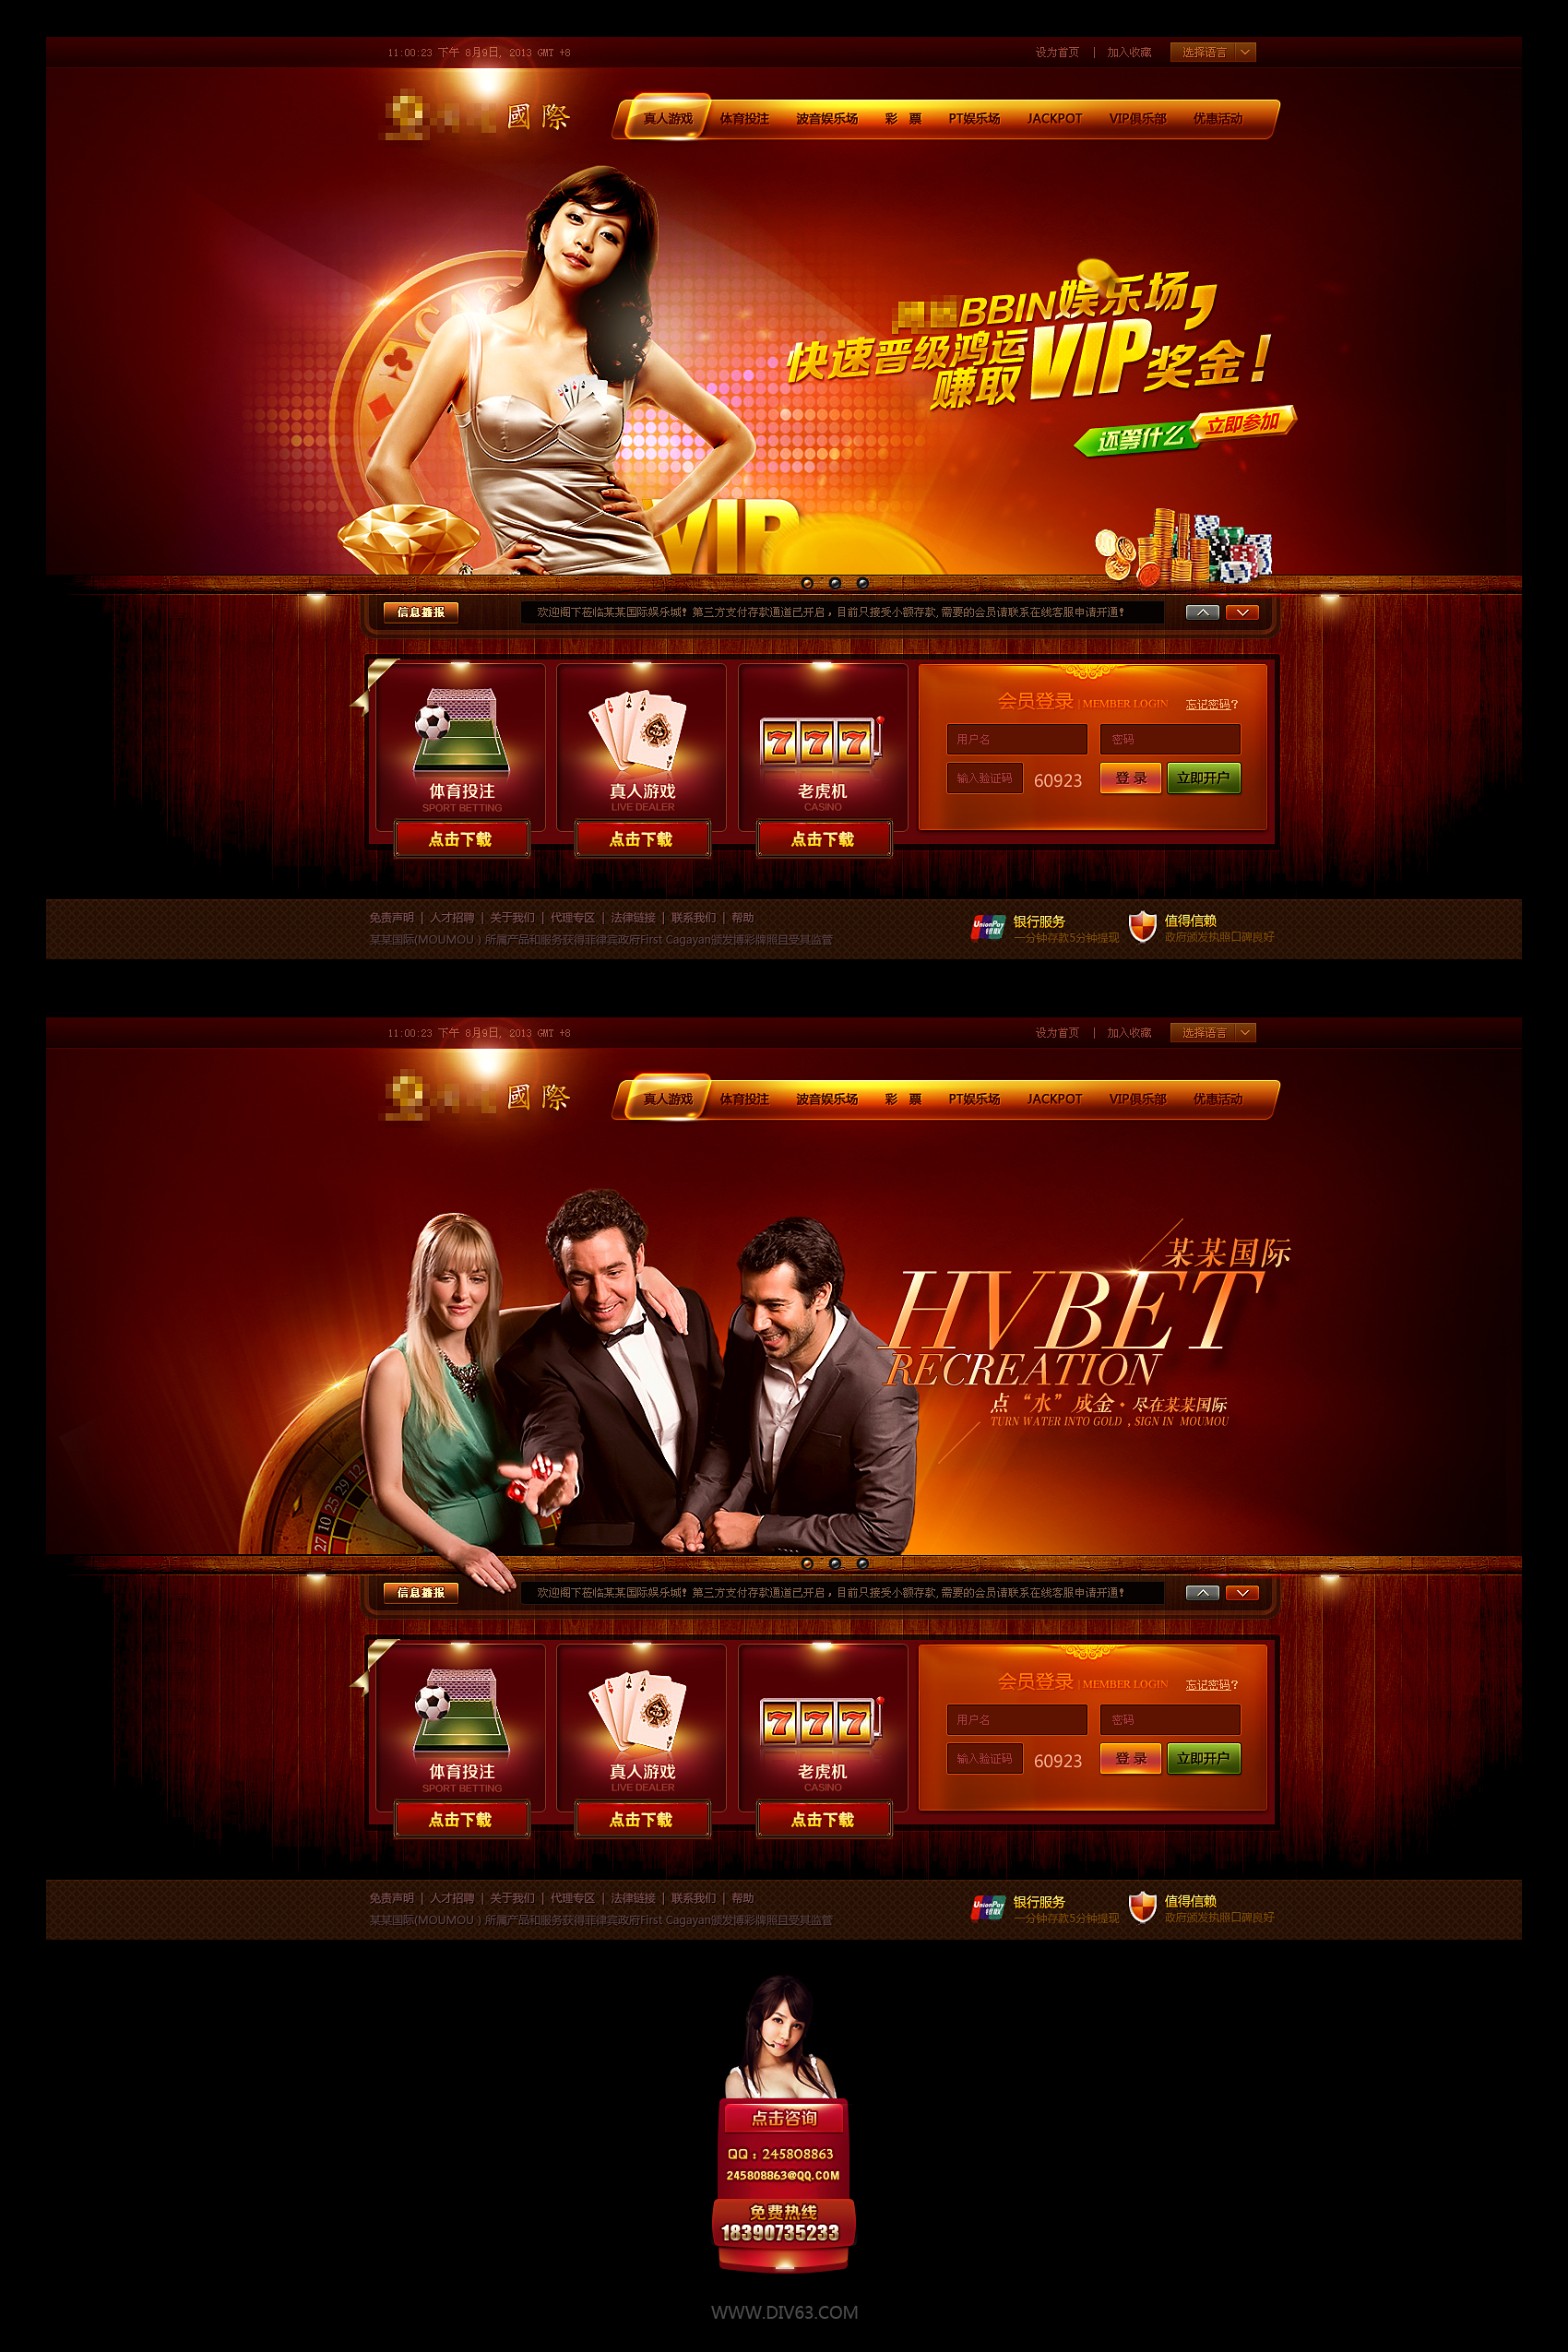 11:00:23 下午 8月9日, 2013 GMT +8
设为首页 | 加入收藏 选择语言
國際
真人游戏 体育投注 波音娱乐场 彩 票 PT娱乐场 JACKPOT VIP俱乐部 优惠活动
BBIN娱乐场,
快速晋级鸿运
赚取VIP奖金!
还等什么 立即参加
VIP
信息播报 欢迎阁下莅临某某国际娱乐城! 第三方支付存款通道已开启，目前只接受小额存款,需要的会员请联系在线客服申请开通!
会员登录 | MEMBER LOGIN 忘记密码?
用户名 密码
输入验证码 60923 登 录 立即开户
体育投注 真人游戏 老虎机
SPORT BETTING LIVE DEALER CASINO
点击下载 点击下载 点击下载
免责声明 | 人才招聘 | 关于我们 | 代理专区 | 法律链接 | 联系我们 | 帮助
某某国际(MOUMOU ) 所属产品和服务获得菲律宾政府First Cagayan颁发博彩牌照且受其监管
UnionPay 银联 银行服务 值得信赖
一分钟存款5分钟提现 政府颁发执照口碑良好
11:00:23 下午 8月9日, 2013 GMT +8
设为首页 | 加入收藏 选择语言
國際
真人游戏 体育投注 波音娱乐场 彩 票 PT娱乐场 JACKPOT VIP俱乐部 优惠活动
某某国际
HVBET
RECREATION
点“水”成金·尽在某某国际
TURN WATER INTO GOLD , SIGN IN MOUMOU
27 10 25 29 12
信息播报 欢迎阁下莅临某某国际娱乐城! 第三方支付存款通道已开启，目前只接受小额存款,需要的会员请联系在线客服申请开通!
会员登录 | MEMBER LOGIN 忘记密码?
用户名 密码
输入验证码 60923 登 录 立即开户
体育投注 真人游戏 老虎机
SPORT BETTING LIVE DEALER CASINO
点击下载 点击下载 点击下载
免责声明 | 人才招聘 | 关于我们 | 代理专区 | 法律链接 | 联系我们 | 帮助
某某国际(MOUMOU ) 所属产品和服务获得菲律宾政府First Cagayan颁发博彩牌照且受其监管
UnionPay 银联 银行服务 值得信赖
一分钟存款5分钟提现 政府颁发执照口碑良好
点击咨询
QQ：245808863
245808863@QQ.COM
免费热线
18390735233
WWW.DIV63.COM